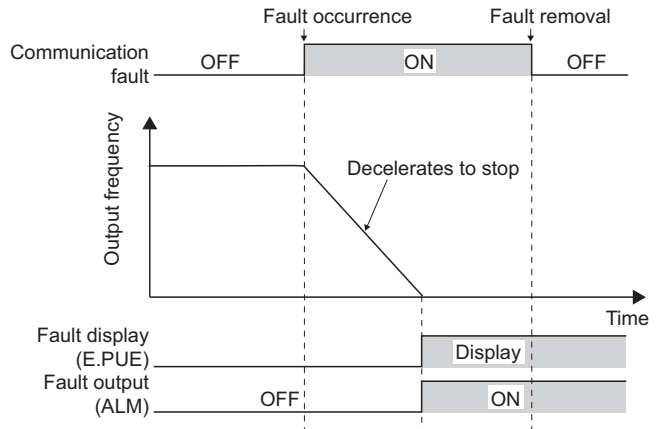 Fault occurrence
Fault removal
Communication
fault
OFF
ON
OFF
Output frequency
Decelerates to stop
Time
Fault display
(E.PUE)
Display
Fault output
(ALM)
OFF
ON